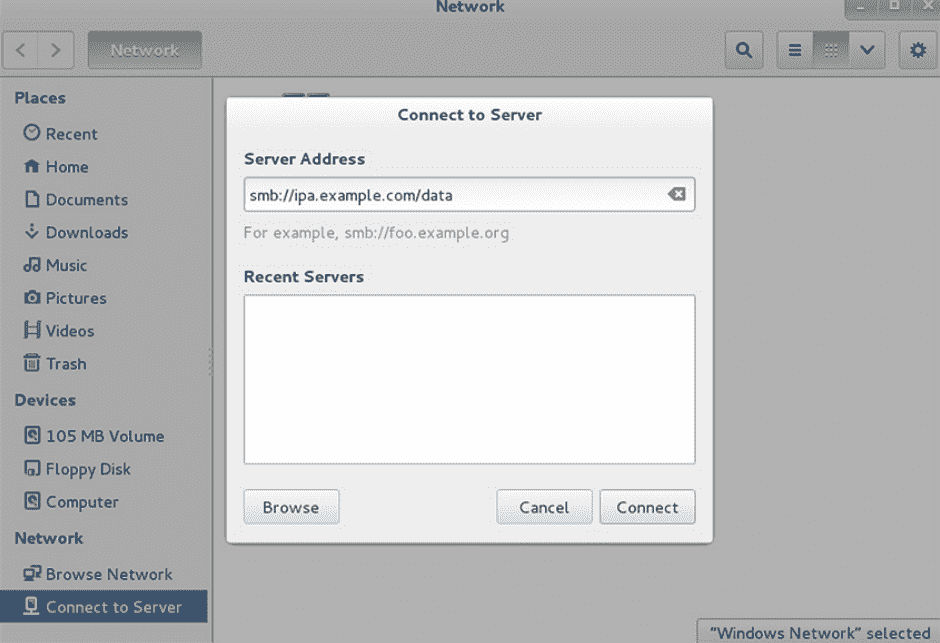 Network
Network
Places
Recent
Home
Documents
Downloads
Music
Pictures
Videos
Trash
Devices
105 MB Volume
Floppy Disk
Computer
Network
Browse Network
Connect to Server
Connect to Server
Server Address
smb://ipa.example.com/data
For example, smb://foo.example.org
Recent Servers
Browse
Cancel
Connect
"Windows Network" selected